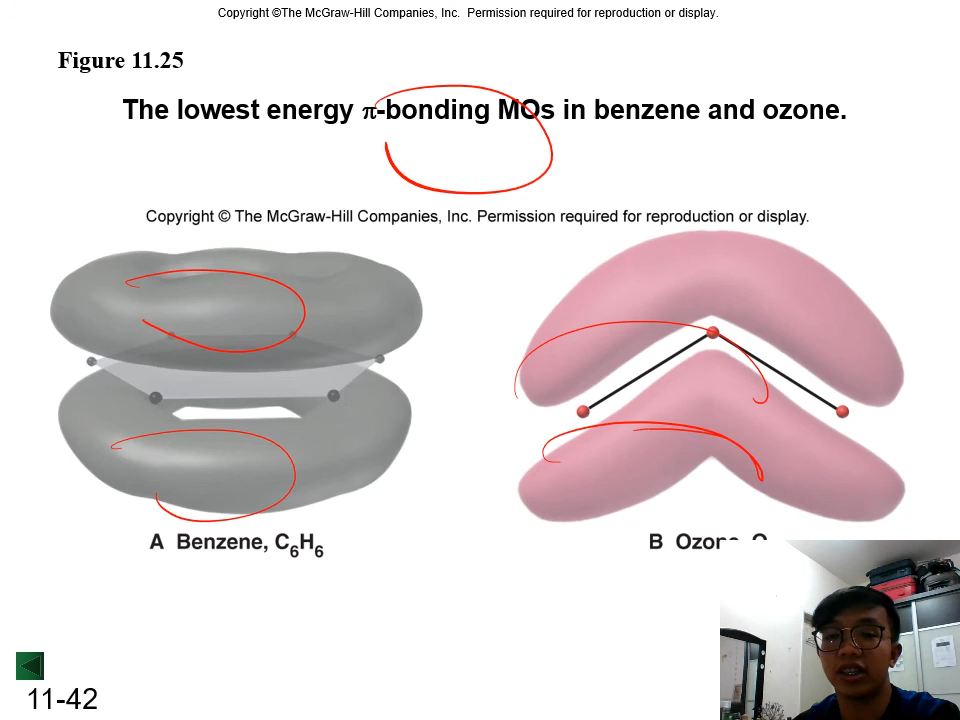 Copyright ©The McGraw-Hill Companies, Inc. Permission required for reproduction or display.
Figure 11.25
The lowest energy π-bonding MOs in benzene and ozone.
Copyright © The McGraw-Hill Companies, Inc. Permission required for reproduction or display.
A Benzene, C₆H₆
B
11-42